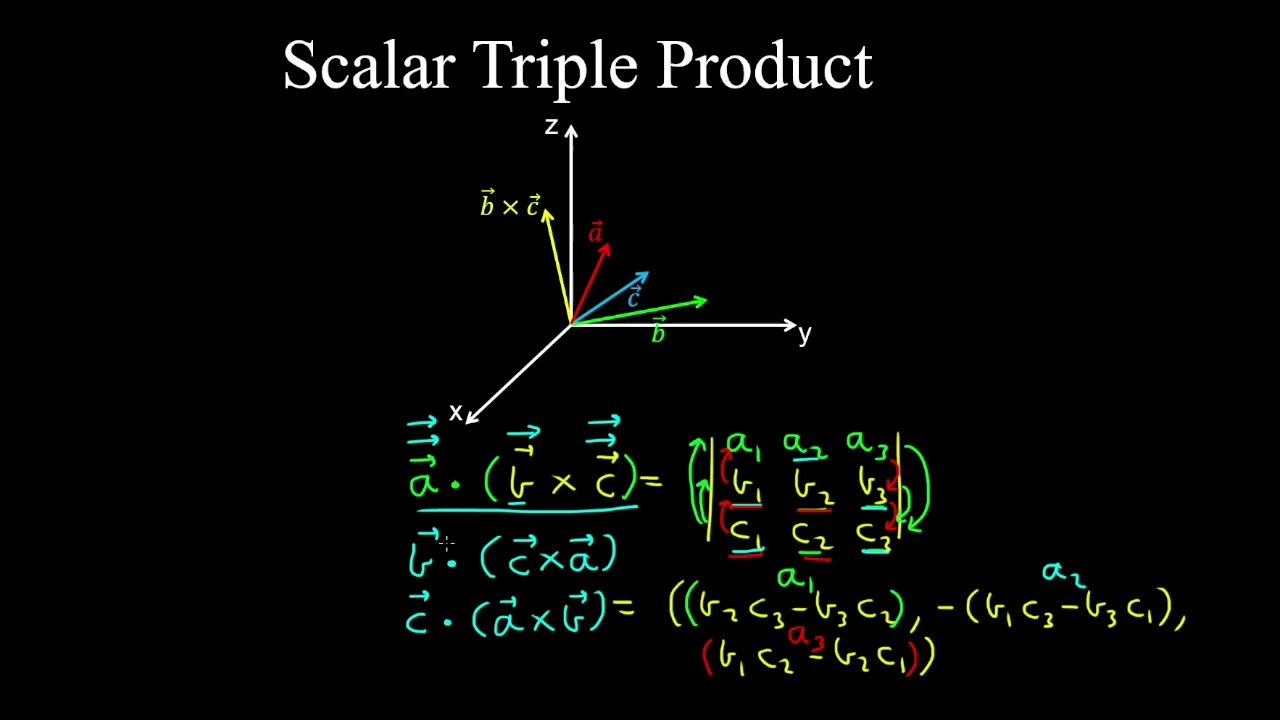 Scalar Triple Product
z
b⃗ × c⃗
a⃗
c⃗
b⃗
y
x
a⃗ · (b⃗ × c⃗) = | a₁ a₂ a₃ |
| b₁ b₂ b₃ |
| c₁ c₂ c₃ |
b⃗ · (c⃗ × a⃗)
a₁ a₂
c⃗ · (a⃗ × b⃗) = ((b₂c₃ - b₃c₂), -(b₁c₃ - b₃c₁),
a₃
(b₁c₂ - b₂c₁))